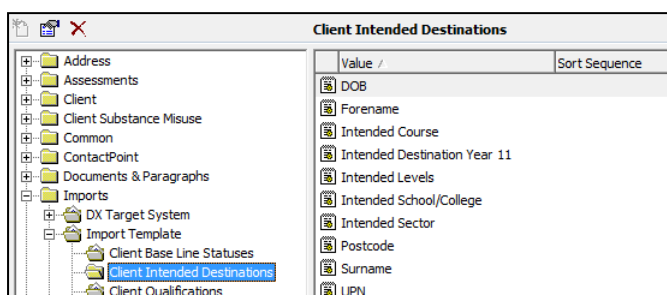 Client Intended Destinations
Address
Assessments
Client
Client Substance Misuse
Common
ContactPoint
Documents & Paragraphs
Imports
DX Target System
Import Template
Client Base Line Statuses
Client Intended Destinations
Client Qualifications
Value
Sort Sequence
DOB
Forename
Intended Course
Intended Destination Year 11
Intended Levels
Intended School/College
Intended Sector
Postcode
Surname
UPN